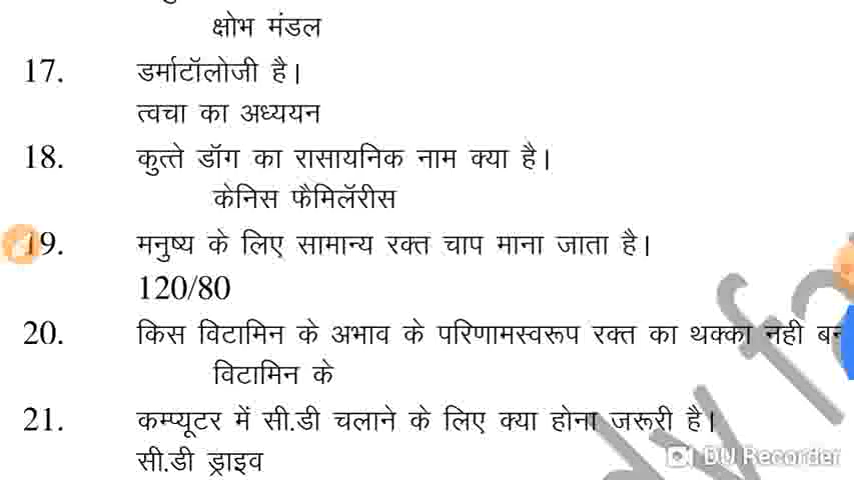 क्षोभ मंडल
17. डर्माटॉलोजी है।
त्वचा का अध्ययन
18. कुत्ते डॉग का रासायनिक नाम क्या है।
केनिस फैमिलॅरीस
19. मनुष्य के लिए सामान्य रक्त चाप माना जाता है।
120/80
20. किस विटामिन के अभाव के परिणामस्वरूप रक्त का थक्का नही
विटामिन के
21. कम्प्यूटर में सी.डी चलाने के लिए क्या होना जरूरी है।
सी.डी ड्राइव
DU Recorder